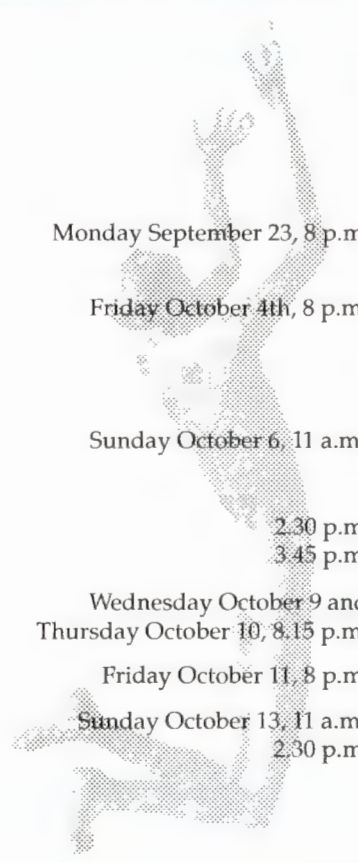 Monday September 23, 8 p.m
Friday October 4th, 8 p.m
Sunday October 6, 11 a.m
2.30 p.m
3.45 p.m
Wednesday October 9 and
Thursday October 10, 8.15 p.m
Friday October 11, 8 p.m
Sunday October 13, 11 a.m
2.30 p.m